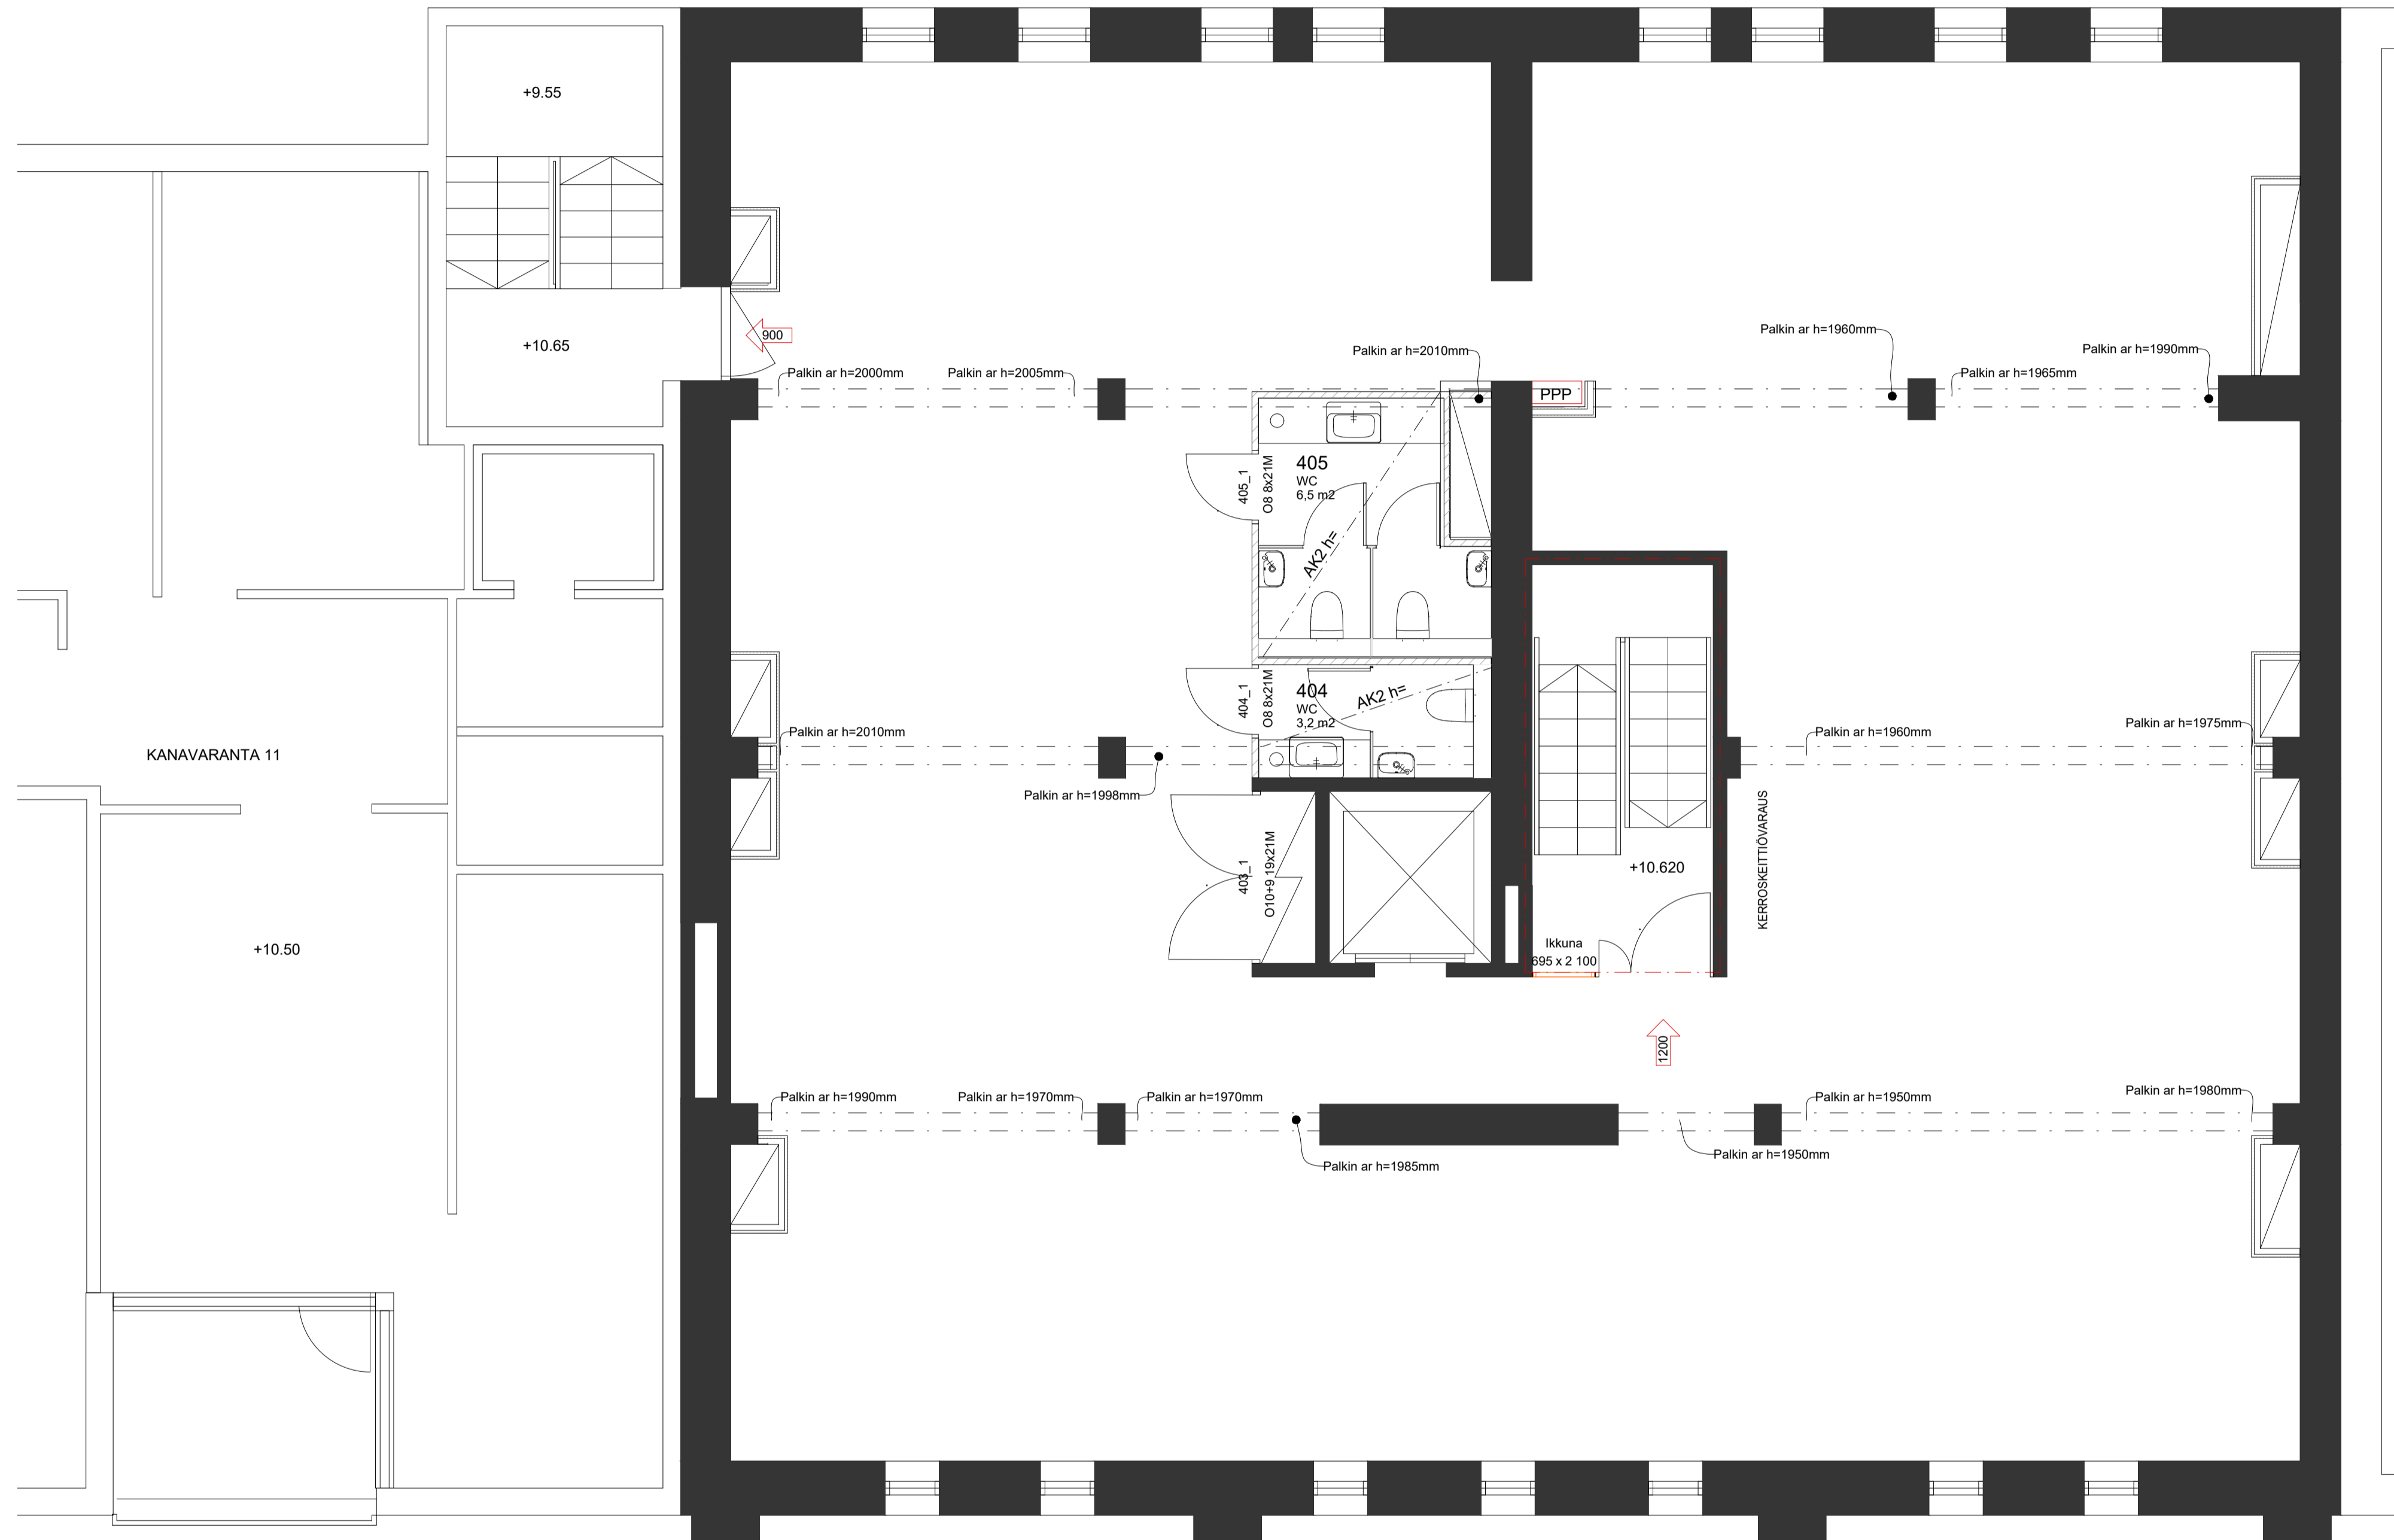 +9.55
+10.65
900
Palkin ar h=2000mm
Palkin ar h=2005mm
Palkin ar h=2010mm
Palkin ar h=1960mm
Palkin ar h=1990mm
Palkin ar h=1965mm
PPP
405_1
O8 8x21M
405
WC
6,5 m2
AK2 h=
404_1
O8 8x21M
404
WC
3,2 m2
AK2 h=
KANAVARANTA 11
Palkin ar h=2010mm
Palkin ar h=1998mm
Palkin ar h=1960mm
Palkin ar h=1975mm
403_1
O10+9 19x21M
+10.620
KERROSKEITTIÖVARAUS
+10.50
Ikkuna
695 x 2 100
1200
Palkin ar h=1990mm
Palkin ar h=1970mm
Palkin ar h=1970mm
Palkin ar h=1950mm
Palkin ar h=1980mm
Palkin ar h=1985mm
Palkin ar h=1950mm